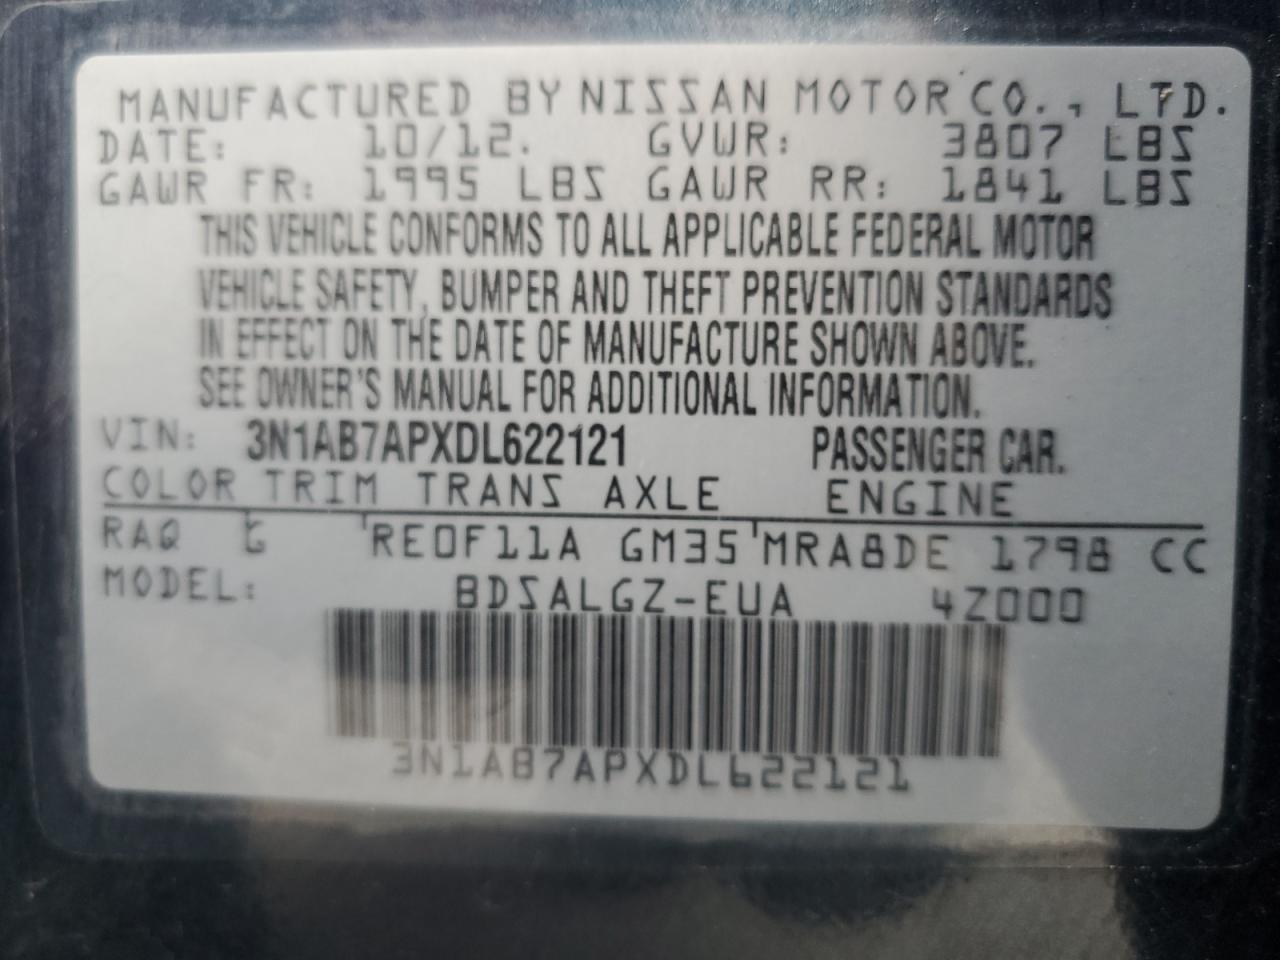 MANUFACTURED BY NISSAN MOTOR CO., LTD.
DATE: 10/12. GVWR: 3807 LBS
GAWR FR: 1995 LBS GAWR RR: 1841 LBS
THIS VEHICLE CONFORMS TO ALL APPLICABLE FEDERAL MOTOR
VEHICLE SAFETY, BUMPER AND THEFT PREVENTION STANDARDS
IN EFFECT ON THE DATE OF MANUFACTURE SHOWN ABOVE.
SEE OWNER'S MANUAL FOR ADDITIONAL INFORMATION.
VIN: 3N1AB7APXDL622121 PASSENGER CAR.
COLOR TRIM TRANS AXLE ENGINE
RAQ G RE0F11A GM35 MRA8DE 1798 CC
MODEL: BDSALGZ-EUA 4Z000
3N1AB7APXDL622121